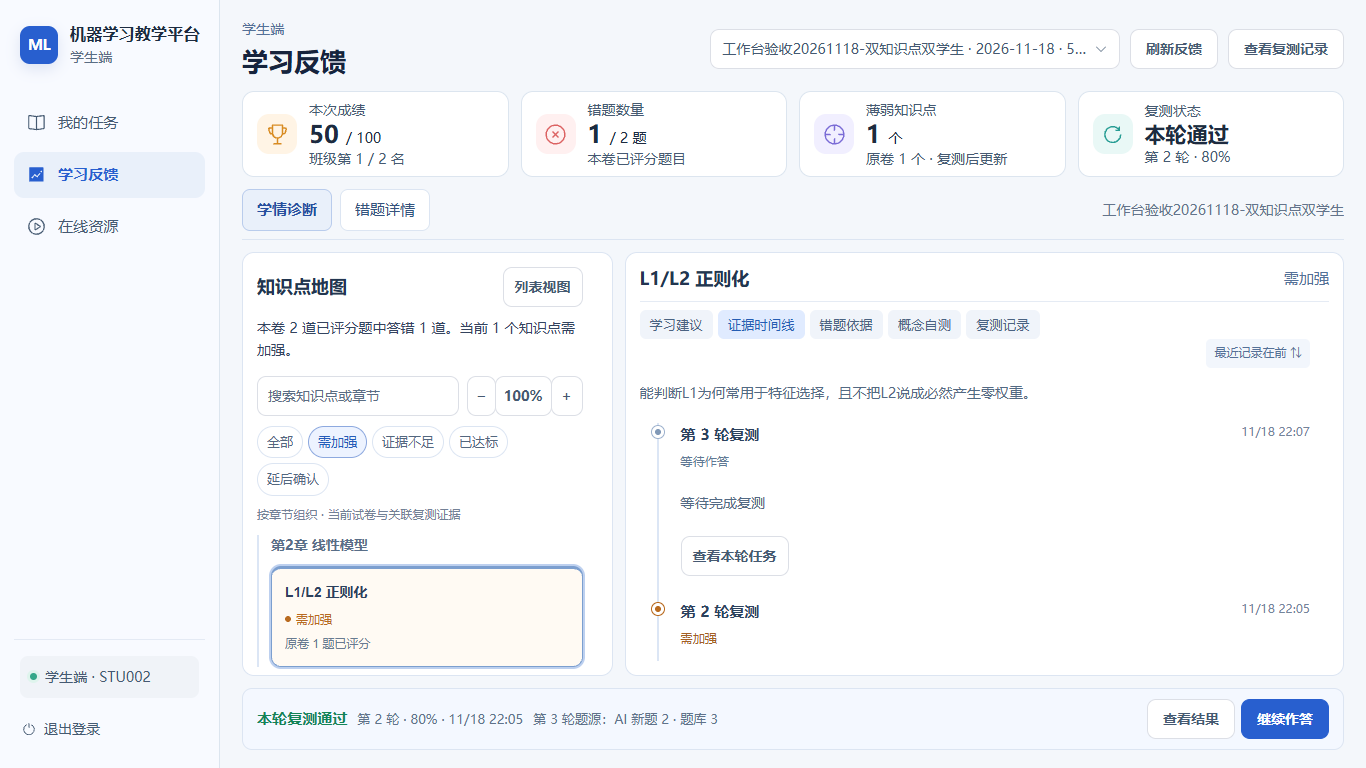 ML
机器学习教学平台
学生端
我的任务
学习反馈
在线资源
学生端 · STU002
退出登录
学生端
学习反馈
工作台验收20261118-双知识点双学生 · 2026-11-18 · 5...
刷新反馈
查看复测记录
本次成绩
50 / 100
班级第 1 / 2 名
错题数量
1 / 2 题
本卷已评分题目
薄弱知识点
1 个
原卷 1 个 · 复测后更新
复测状态
本轮通过
第 2 轮 · 80%
学情诊断
错题详情
工作台验收20261118-双知识点双学生
知识点地图
列表视图
本卷 2 道已评分题中答错 1 道。当前 1 个知识点需
加强。
搜索知识点或章节
− 100% +
全部 需加强 证据不足 已达标
延后确认
按章节组织 · 当前试卷与关联复测证据
第2章 线性模型
L1/L2 正则化
需加强
原卷 1 题已评分
L1/L2 正则化
需加强
学习建议 证据时间线 错题依据 概念自测 复测记录
最近记录在前 ⇅
能判断L1为何常用于特征选择，且不把L2说成必然产生零权重。
第 3 轮复测 11/18 22:07
等待作答
等待完成复测
查看本轮任务
第 2 轮复测 11/18 22:05
需加强
本轮复测通过 第 2 轮 · 80% · 11/18 22:05 第 3 轮题源：AI 新题 2 · 题库 3
查看结果
继续作答